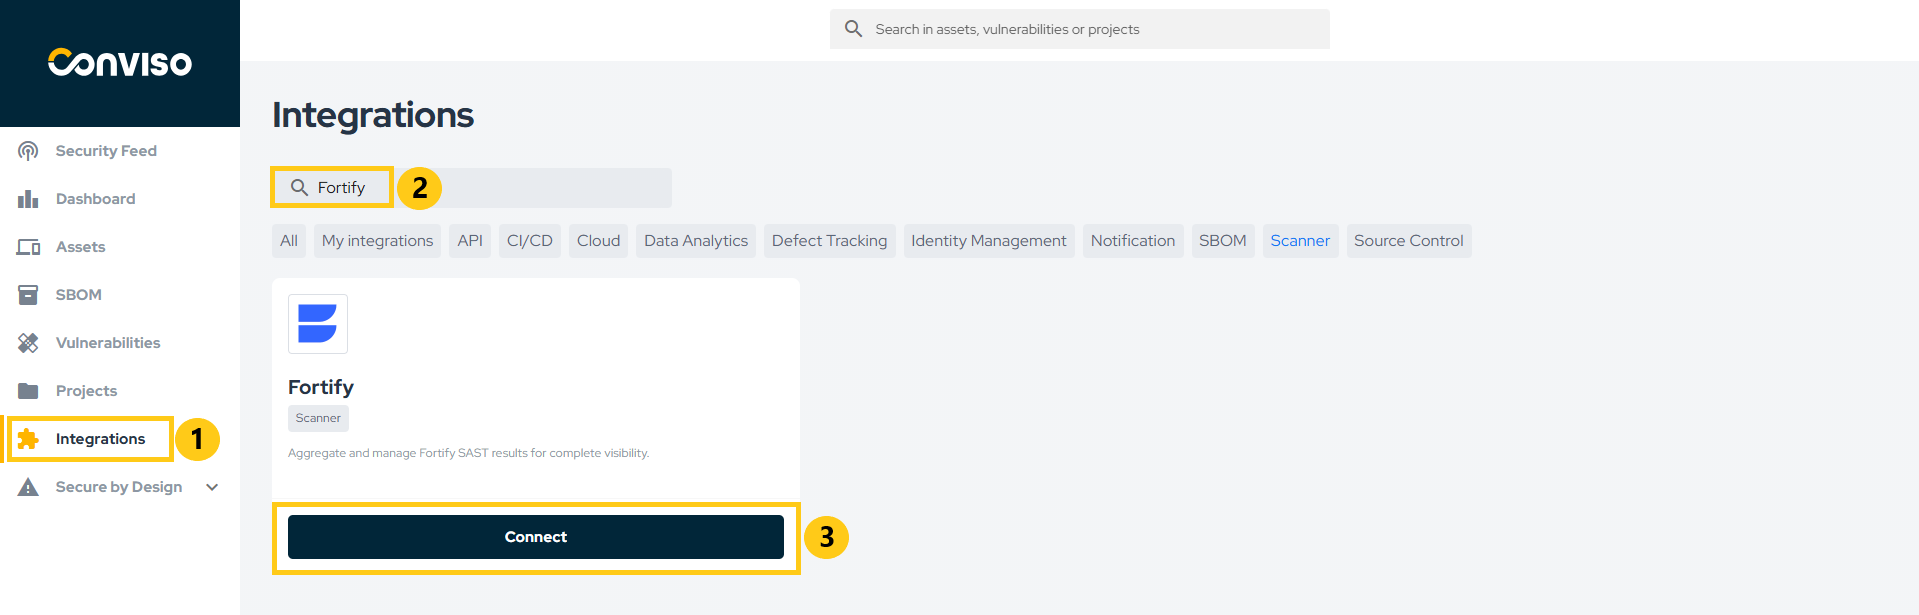 Conviso
Search in assets, vulnerabilities or projects
Security Feed
Dashboard
Assets
SBOM
Vulnerabilities
Projects
Integrations
1
Secure by Design
Integrations
Fortify
2
All My integrations API CI/CD Cloud Data Analytics Defect Tracking Identity Management Notification SBOM Scanner Source Control
Fortify
Scanner
Aggregate and manage Fortify SAST results for complete visibility.
Connect
3